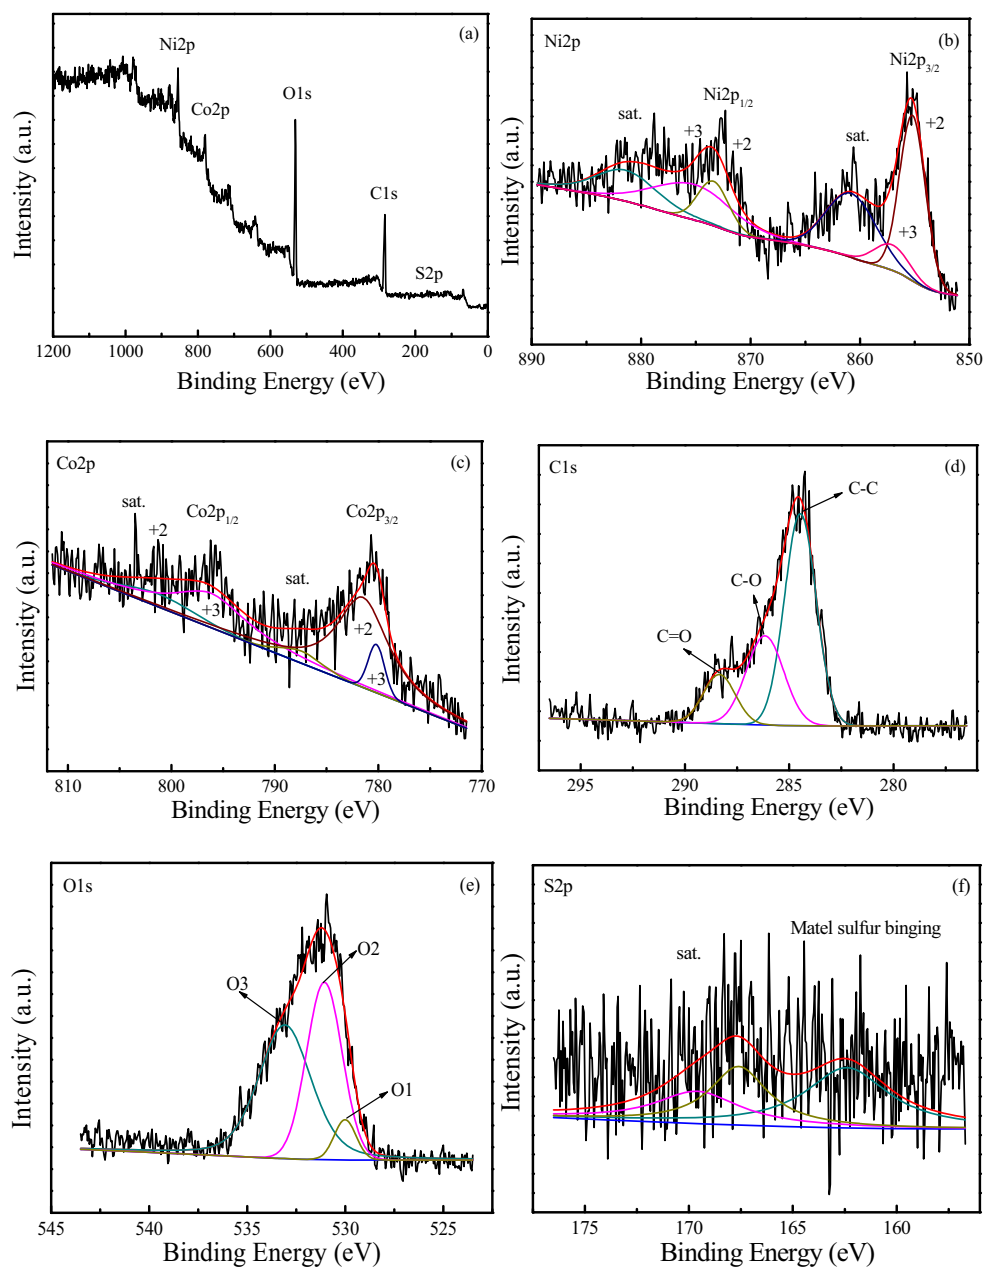 (a)
Ni2p
Co2p
O1s
C1s
S2p
Intensity (a.u.)
1200 1000 800 600 400 200 0
Binding Energy (eV)
Ni2p
(b)
Ni2p3/2
Ni2p1/2
sat.
+3
+2
sat.
+2
+3
Intensity (a.u.)
890 880 870 860 850
Binding Energy (eV)
Co2p
(c)
sat.
+2
Co2p1/2
Co2p3/2
sat.
+3
+2
+3
Intensity (a.u.)
810 800 790 780 770
Binding Energy (eV)
C1s
(d)
C-C
C-O
C=O
Intensity (a.u.)
295 290 285 280
Binding Energy (eV)
O1s
(e)
O2
O3
O1
Intensity (a.u.)
545 540 535 530 525
Binding Energy (eV)
S2p
(f)
Matel sulfur binging
sat.
Intensity (a.u.)
175 170 165 160
Binding Energy (eV)